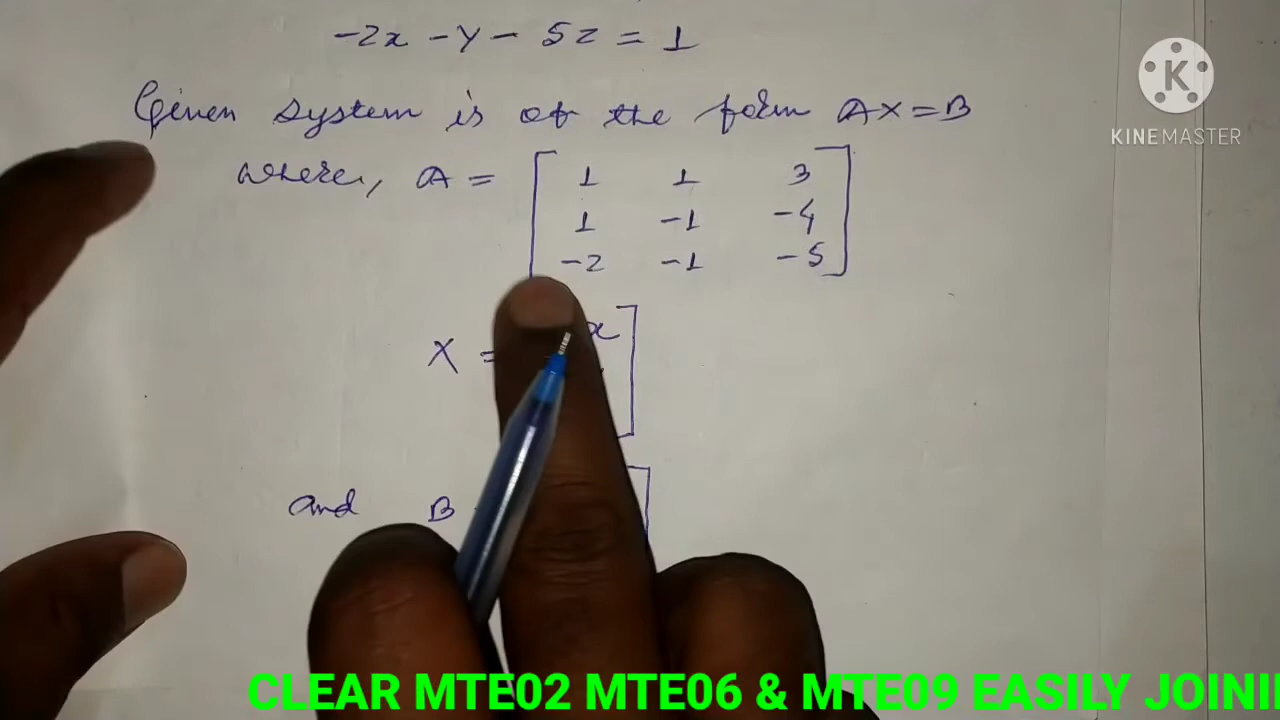 -2x - y - 5z = 1
Given system is of the form AX = B
KINEMASTER
where, A = [ 1 1 3
1 -1 -4
-2 -1 -5 ]
X = x ]
and B ]
CLEAR MTE02 MTE06 & MTE09 EASILY JOINI